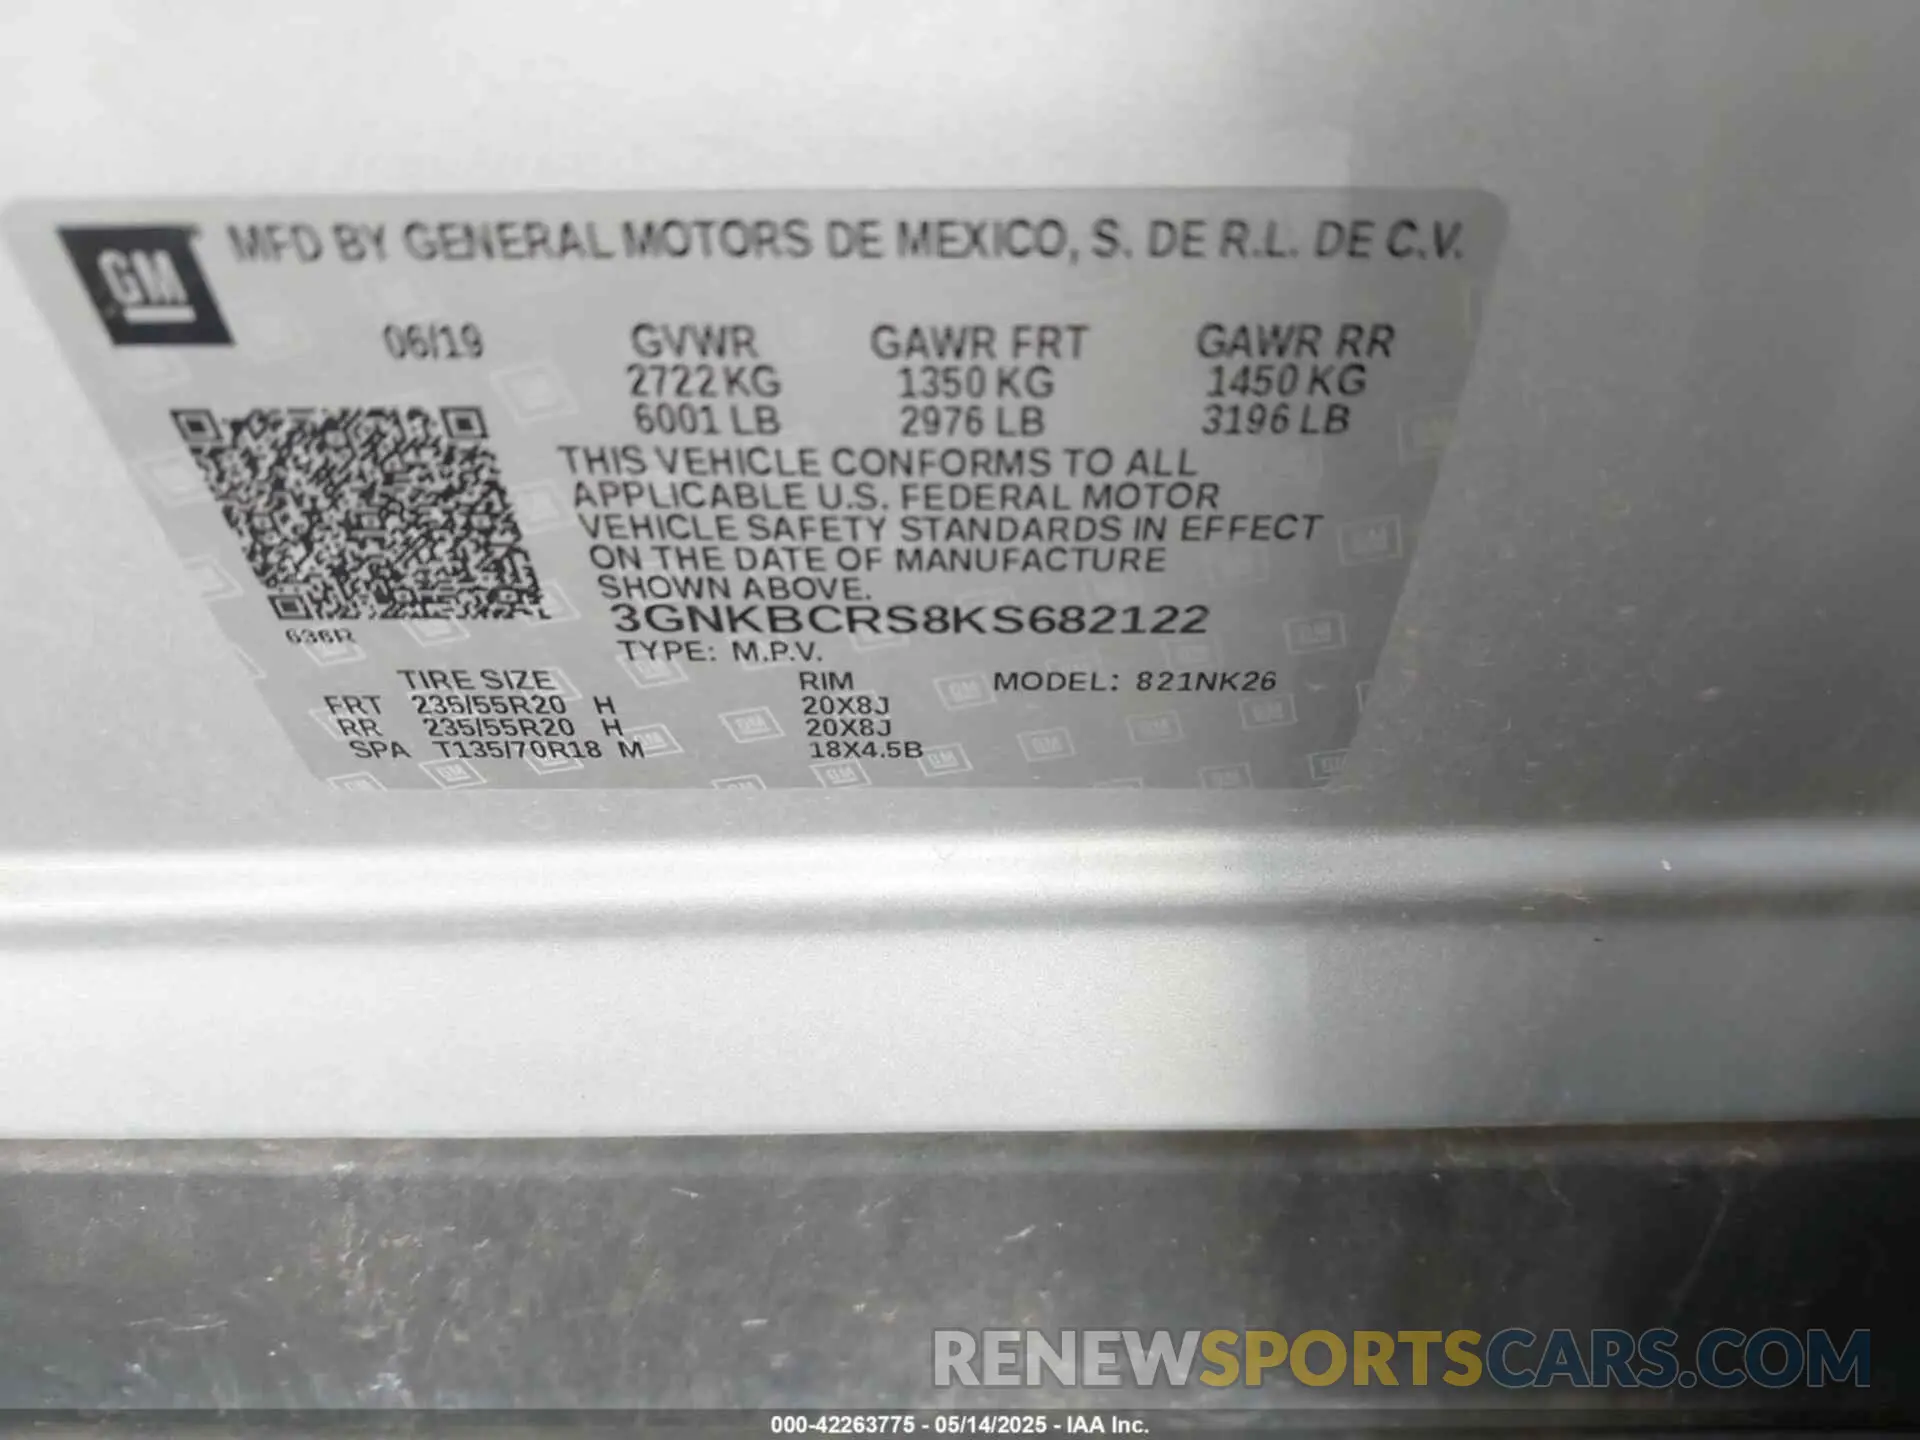 GM MFD BY GENERAL MOTORS DE MEXICO, S. DE R.L. DE C.V.
06/19 GVWR GAWR FRT GAWR RR
2722 KG 1350 KG 1450 KG
6001 LB 2976 LB 3196 LB
THIS VEHICLE CONFORMS TO ALL
APPLICABLE U.S. FEDERAL MOTOR
VEHICLE SAFETY STANDARDS IN EFFECT
ON THE DATE OF MANUFACTURE
SHOWN ABOVE.
3GNKBCRS8KS682122
636R
TYPE: M.P.V.
TIRE SIZE RIM MODEL: 821NK26
FRT 235/55R20 H 20X8J
RR 235/55R20 H 20X8J
SPA T135/70R18 M 18X4.5B
RENEWSPORTSCARS.COM
000-42263775 - 05/14/2025 - IAA Inc.